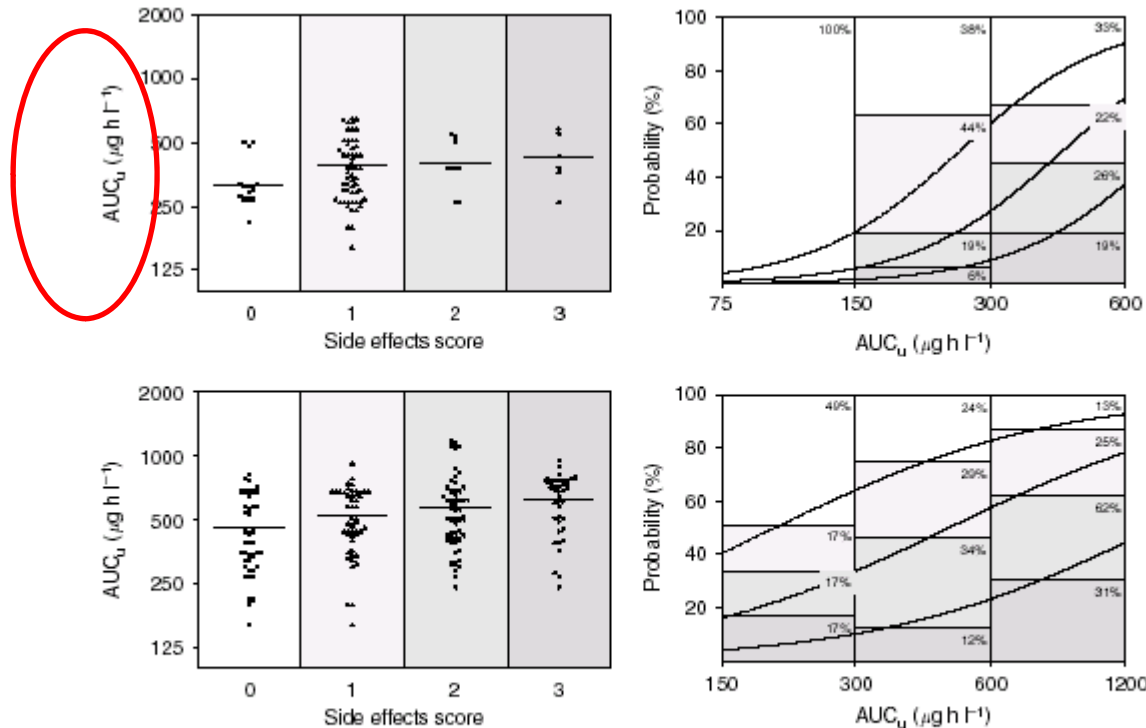 2000
1000
500
250
125
AUCu (μg h l⁻¹)
0 1 2 3
Side effects score
100
80
60
40
20
Probability (%)
100% 38% 33%
44% 22%
26%
19% 19%
6%
75 150 300 600
AUCu (μg h l⁻¹)
2000
1000
500
250
125
AUCu (μg h l⁻¹)
0 1 2 3
Side effects score
100
80
60
40
20
Probability (%)
49% 24% 13%
25%
29%
17% 62%
34%
17% 31%
17% 12%
150 300 600 1200
AUCu (μg h l⁻¹)